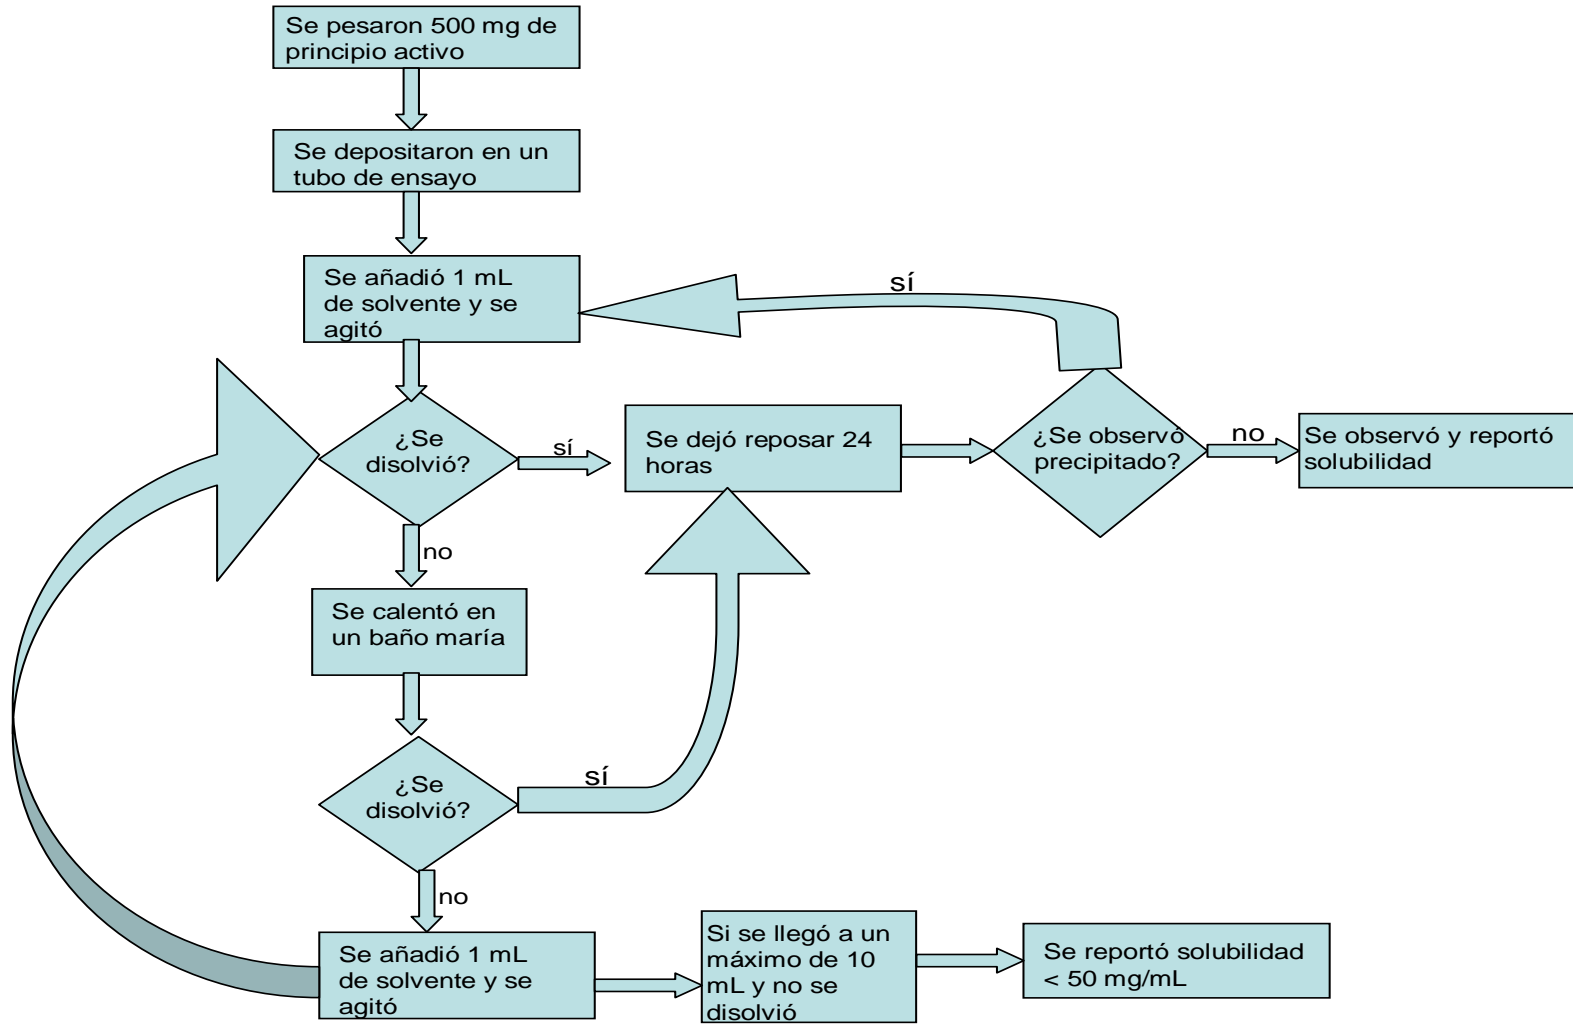 Se pesaron 500 mg de
principio activo
Se depositaron en un
tubo de ensayo
Se añadió 1 mL
de solvente y se
agitó
sí
¿Se
disolvió?
sí
Se dejó reposar 24
horas
¿Se observó
precipitado?
no
Se observó y reportó
solubilidad
no
Se calentó en
un baño maría
¿Se
disolvió?
sí
no
Se añadió 1 mL
de solvente y se
agitó
Si se llegó a un
máximo de 10
mL y no se
disolvió
Se reportó solubilidad
< 50 mg/mL